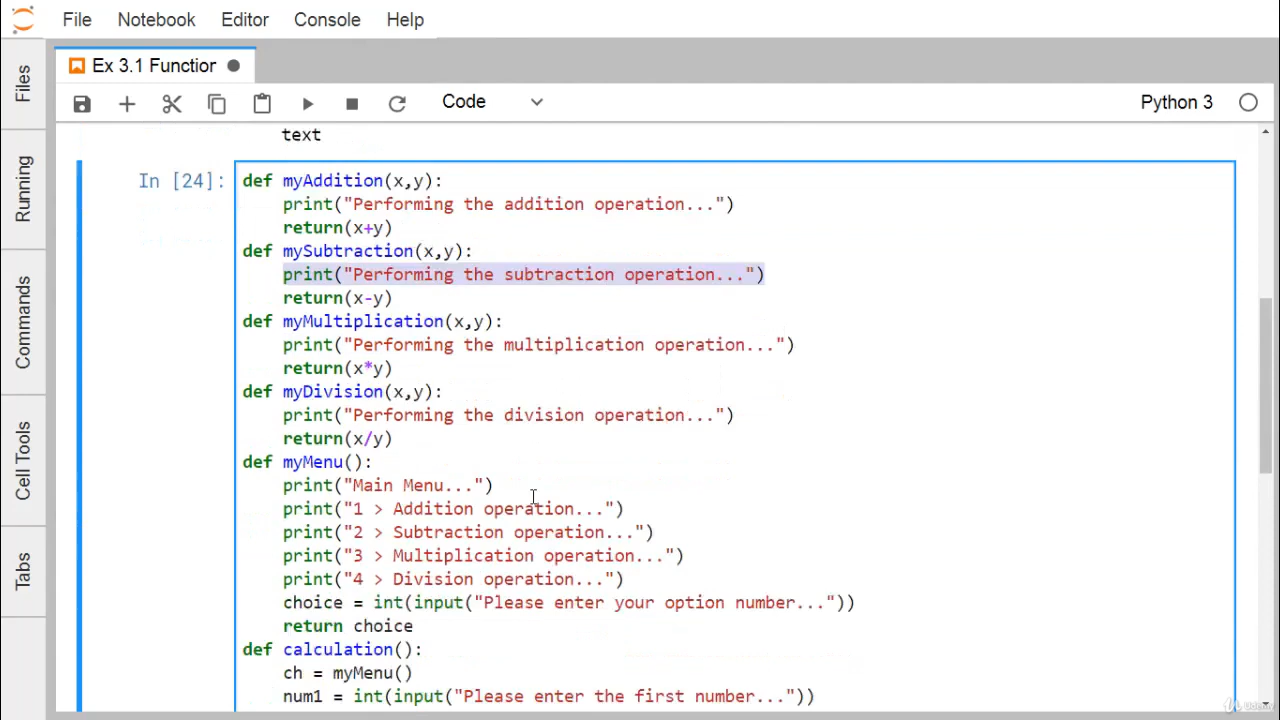 File Notebook Editor Console Help
Ex 3.1 Functior
Code
Python 3
Files
Running
Commands
Cell Tools
Tabs
text
In [24]:
def myAddition(x,y):
    print("Performing the addition operation...")
    return(x+y)
def mySubtraction(x,y):
    print("Performing the subtraction operation...")
    return(x-y)
def myMultiplication(x,y):
    print("Performing the multiplication operation...")
    return(x*y)
def myDivision(x,y):
    print("Performing the division operation...")
    return(x/y)
def myMenu():
    print("Main Menu...")
    print("1 > Addition operation...")
    print("2 > Subtraction operation...")
    print("3 > Multiplication operation...")
    print("4 > Division operation...")
    choice = int(input("Please enter your option number..."))
    return choice
def calculation():
    ch = myMenu()
    num1 = int(input("Please enter the first number..."))
Udemy